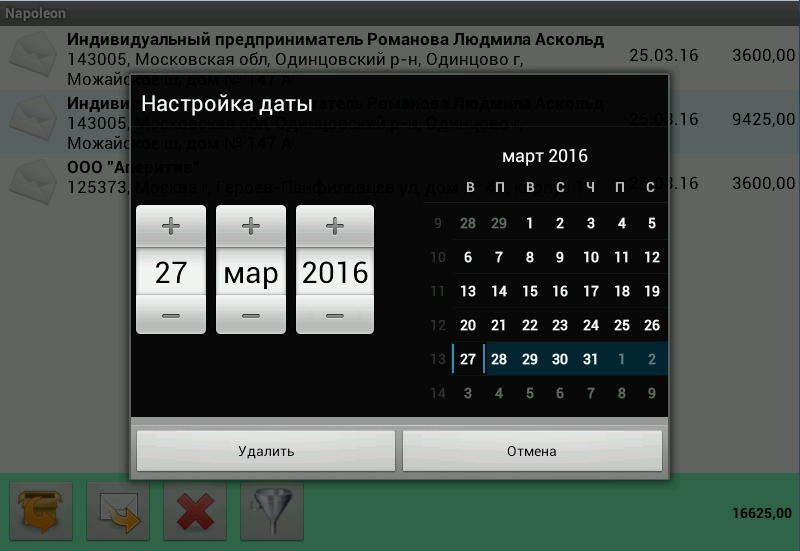 Napoleon
Индивидуальный предприниматель Романова Людмила Аскольд
143005, Московская обл, Одинцовский р-н, Одинцово г,
Можайское ш, дом № 147 А
25.03.16
3600,00
Индивидуальный предприниматель Романова Людмила Аскольд
143005, Московская обл, Одинцовский р-н, Одинцово г,
Можайское ш, дом № 147 А
25.03.16
9425,00
ООО "Аперитив"
125373, Москва г, Героев-Панфиловцев ул, дом №
25.03.16
3600,00
Настройка даты
+ + +
27 мар 2016
− − −
март 2016
В П В С Ч П С
9 28 29 1 2 3 4 5
10 6 7 8 9 10 11 12
11 13 14 15 16 17 18 19
12 20 21 22 23 24 25 26
13 27 28 29 30 31 1 2
14 3 4 5 6 7 8 9
Удалить
Отмена
16625,00